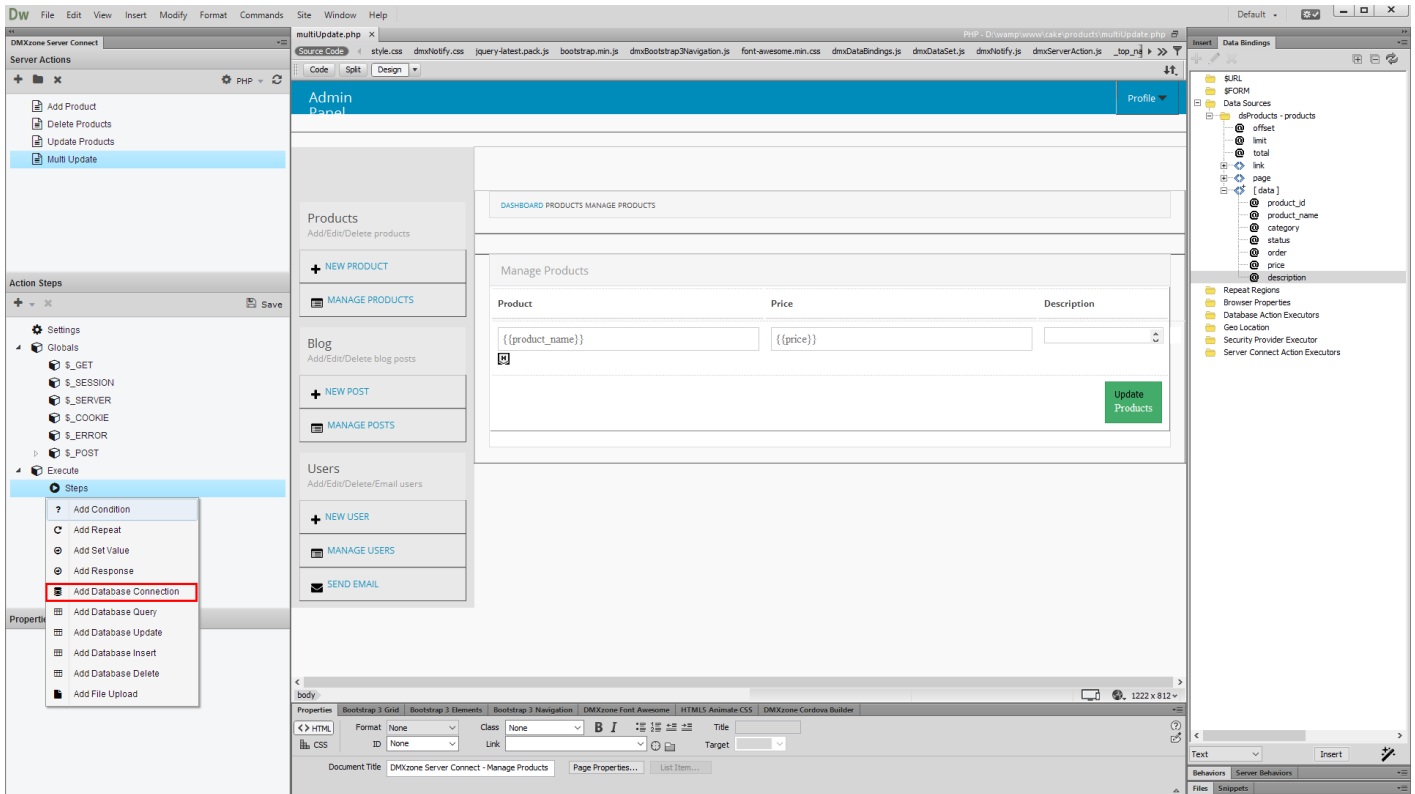 Dw File Edit View Insert Modify Format Commands Site Window Help Default
DMXzone Server Connect
Server Actions
PHP
Add Product
Delete Products
Update Products
Multi Update
Action Steps
Save
Settings
Globals
$_GET
$_SESSION
$_SERVER
$_COOKIE
$_ERROR
$_POST
Execute
Steps
? Add Condition
Add Repeat
Add Set Value
Add Response
Add Database Connection
Add Database Query
Add Database Update
Add Database Insert
Add Database Delete
Add File Upload
multiUpdate.php × PHP - D:\wamp\www\cake\products\multiUpdate.php
Source Code style.css dmxNotify.css jquery-latest.pack.js bootstrap.min.js dmxBootstrap3Navigation.js font-awesome.min.css dmxDataBindings.js dmxDataSet.js dmxNotify.js dmxServerAction.js
Code Split Design
Admin
Panel
Profile
DASHBOARD PRODUCTS MANAGE PRODUCTS
Products
Add/Edit/Delete products
NEW PRODUCT
MANAGE PRODUCTS
Blog
Add/Edit/Delete blog posts
NEW POST
MANAGE POSTS
Users
Add/Edit/Delete/Email users
NEW USER
MANAGE USERS
SEND EMAIL
Manage Products
Product Price Description
{{product_name}} {{price}}
Update
Products
body 1222 x 812
Properties Bootstrap 3 Grid Bootstrap 3 Elements Bootstrap 3 Navigation DMXzone Font Awesome HTML5 Animate CSS DMXzone Cordova Builder
<> HTML Format None Class None B I Title
CSS ID None Link Target
Document Title DMXzone Server Connect - Manage Products Page Properties... List Item...
Insert Data Bindings
$URL
$FORM
Data Sources
dsProducts - products
offset
limit
total
link
page
[ data ]
product_id
product_name
category
status
order
price
description
Repeat Regions
Browser Properties
Database Action Executors
Geo Location
Security Provider Executor
Server Connect Action Executors
Text Insert
Behaviors Server Behaviors
Files Snippets